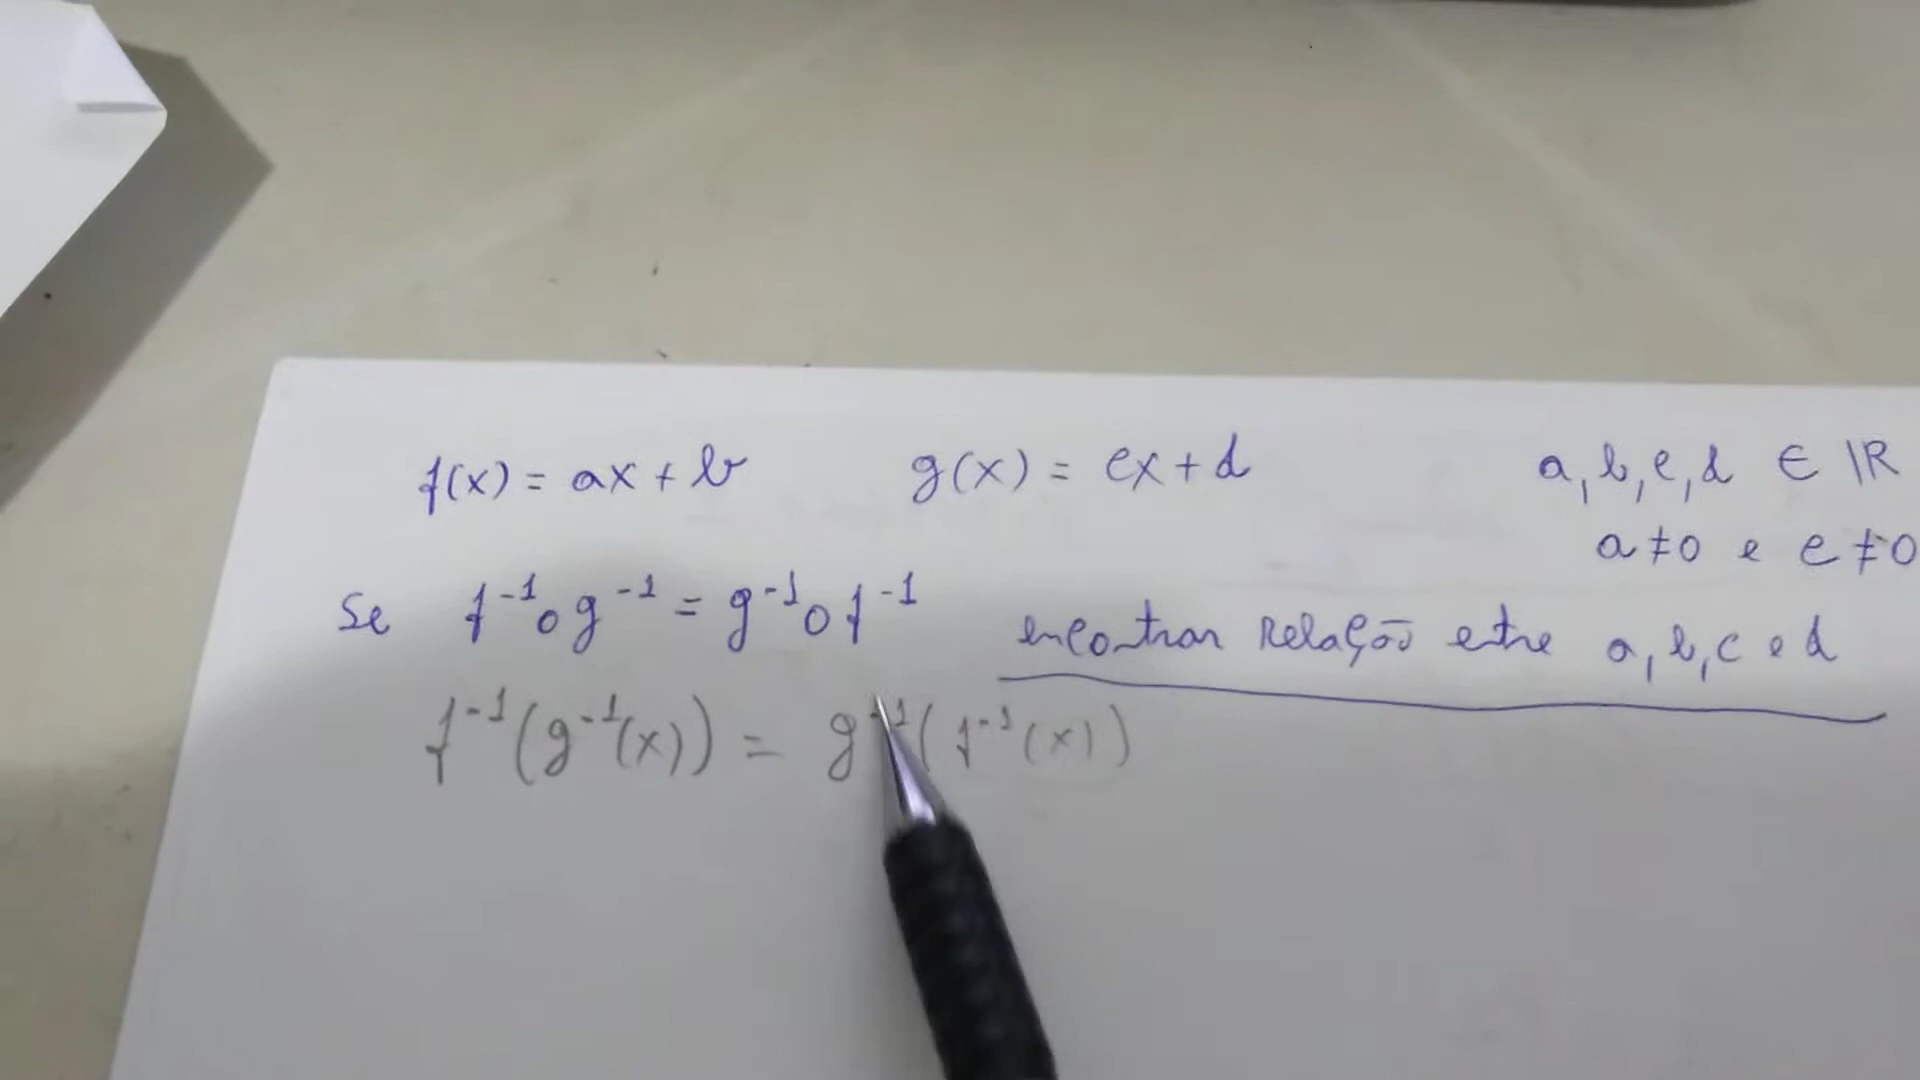 f(x) = ax + b g(x) = cx + d a, b, c, d ∈ ℝ
a ≠ 0 e c ≠ 0
Se f⁻¹ o g⁻¹ = g⁻¹ o f⁻¹ encontrar Relação entre a, b, c e d
f⁻¹(g⁻¹(x)) = g⁻¹(f⁻¹(x))